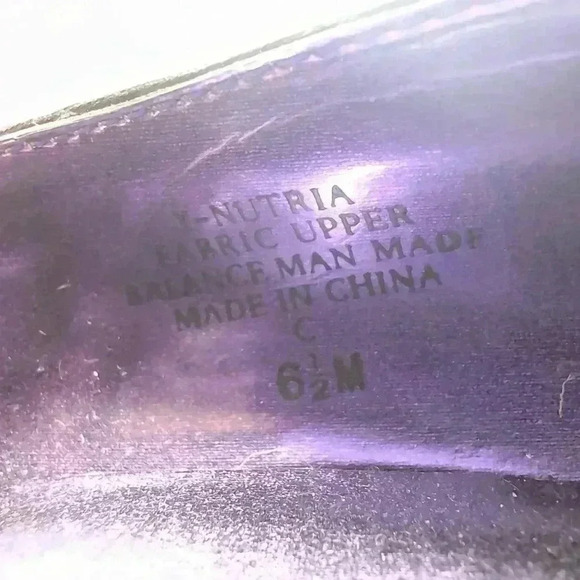 Y-NUTRIA
FABRIC UPPER
BALANCE MAN MADE
MADE IN CHINA
C
6½M